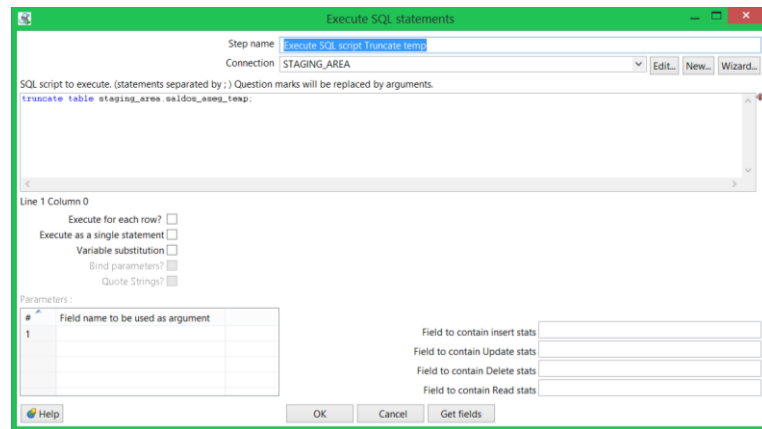 Execute SQL statements
Step name Execute SQL script Truncate temp
Connection STAGING_AREA Edit... New... Wizard...
SQL script to execute. (statements separated by ; ) Question marks will be replaced by arguments.
truncate table staging_area.saldos_aseg_temp;
Line 1 Column 0
Execute for each row?
Execute as a single statement
Variable substitution
Bind parameters?
Quote Strings?
Parameters :
# Field name to be used as argument
1
Field to contain insert stats
Field to contain Update stats
Field to contain Delete stats
Field to contain Read stats
Help OK Cancel Get fields